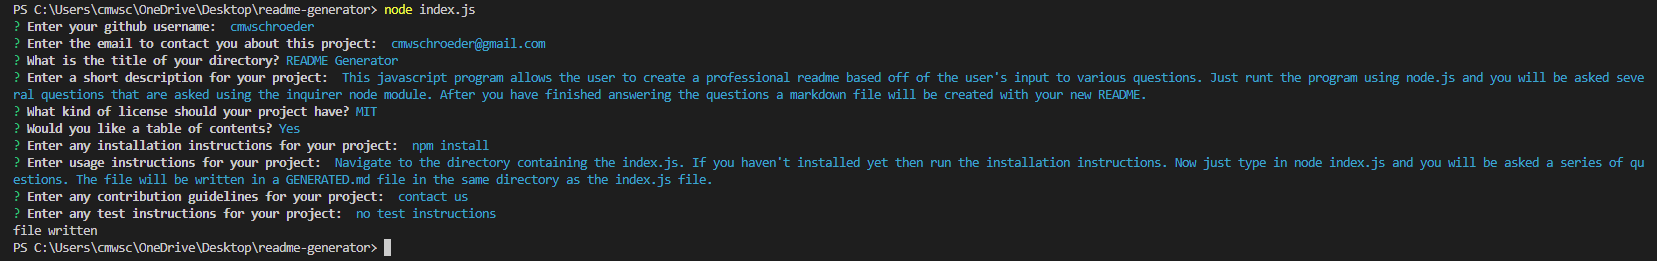 PS C:\Users\cmwsc\OneDrive\Desktop\readme-generator> node index.js
? Enter your github username:  cmwschroeder
? Enter the email to contact you about this project:  cmwschroeder@gmail.com
? What is the title of your directory? README Generator
? Enter a short description for your project:  This javascript program allows the user to create a professional readme based off of the user's input to various questions. Just runt the program using node.js and you will be asked seve
ral questions that are asked using the inquirer node module. After you have finished answering the questions a markdown file will be created with your new README.
? What kind of license should your project have? MIT
? Would you like a table of contents? Yes
? Enter any installation instructions for your project:  npm install
? Enter usage instructions for your project:  Navigate to the directory containing the index.js. If you haven't installed yet then run the installation instructions. Now just type in node index.js and you will be asked a series of qu
estions. The file will be written in a GENERATED.md file in the same directory as the index.js file.
? Enter any contribution guidelines for your project:  contact us
? Enter any test instructions for your project:  no test instructions
file written
PS C:\Users\cmwsc\OneDrive\Desktop\readme-generator>